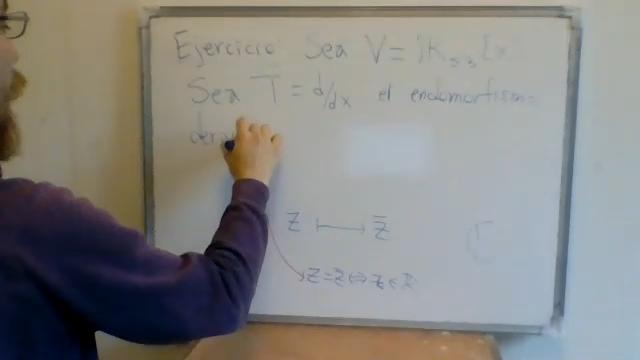 Ejercicio Sea V = ℝ≤3 [x]
Sea T = d/dx el endomorfismo
z ⟼ z̄
z = z̄ ⇔ z ∈ ℝ
ℂ